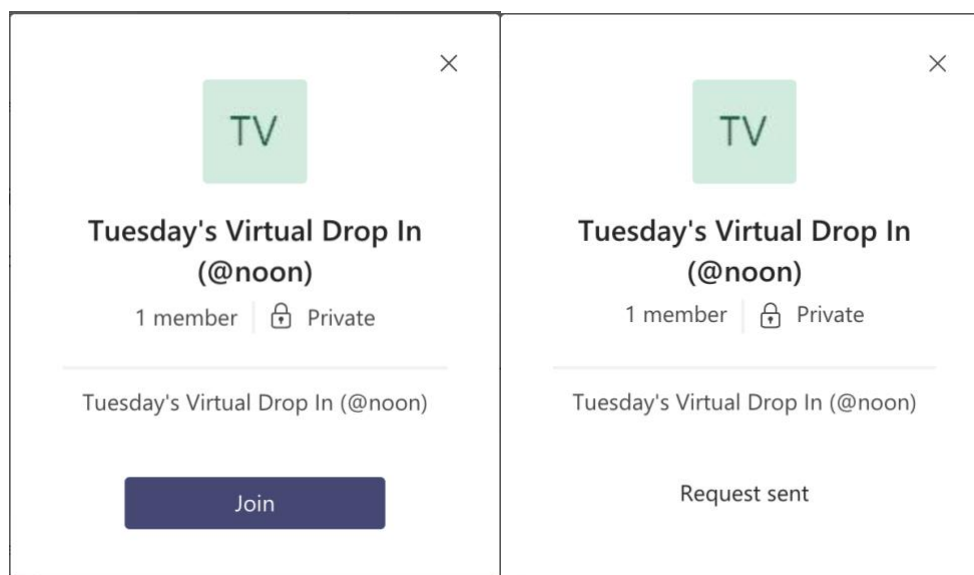 TV
Tuesday's Virtual Drop In
(@noon)
1 member Private
Tuesday's Virtual Drop In (@noon)
Join
TV
Tuesday's Virtual Drop In
(@noon)
1 member Private
Tuesday's Virtual Drop In (@noon)
Request sent